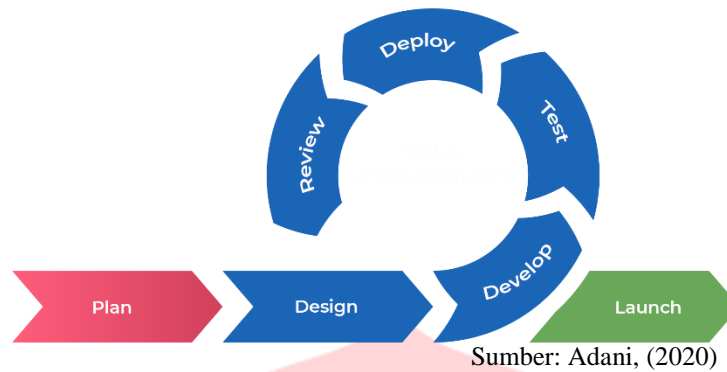 Deploy
Test
Review
Develop
Plan
Design
Launch
Sumber: Adani, (2020)